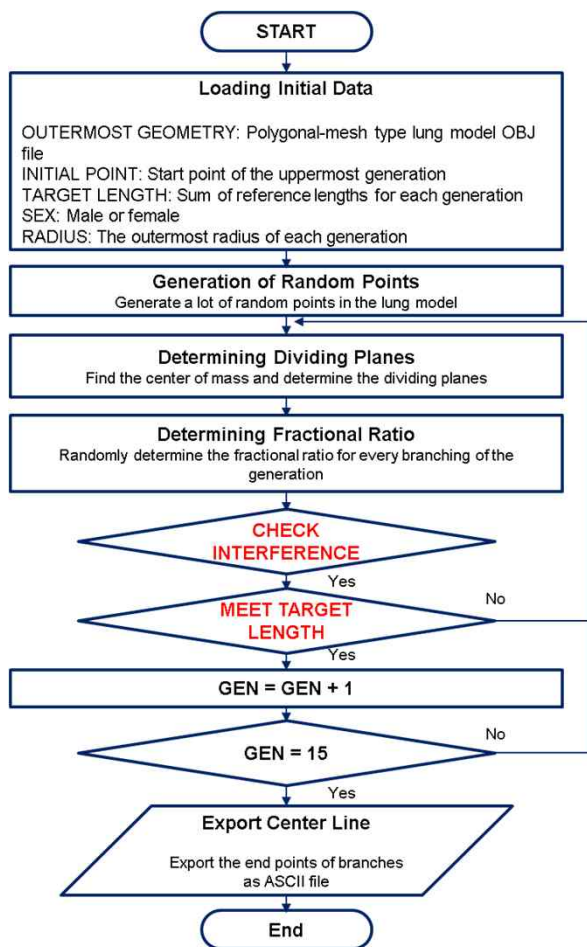 START
Loading Initial Data
OUTERMOST GEOMETRY: Polygonal-mesh type lung model OBJ
file
INITIAL POINT: Start point of the uppermost generation
TARGET LENGTH: Sum of reference lengths for each generation
SEX: Male or female
RADIUS: The outermost radius of each generation
Generation of Random Points
Generate a lot of random points in the lung model
Determining Dividing Planes
Find the center of mass and determine the dividing planes
Determining Fractional Ratio
Randomly determine the fractional ratio for every branching of the
generation
CHECK
INTERFERENCE
Yes
MEET TARGET
LENGTH
No
Yes
GEN = GEN + 1
GEN = 15
No
Yes
Export Center Line
Export the end points of branches
as ASCII file
End